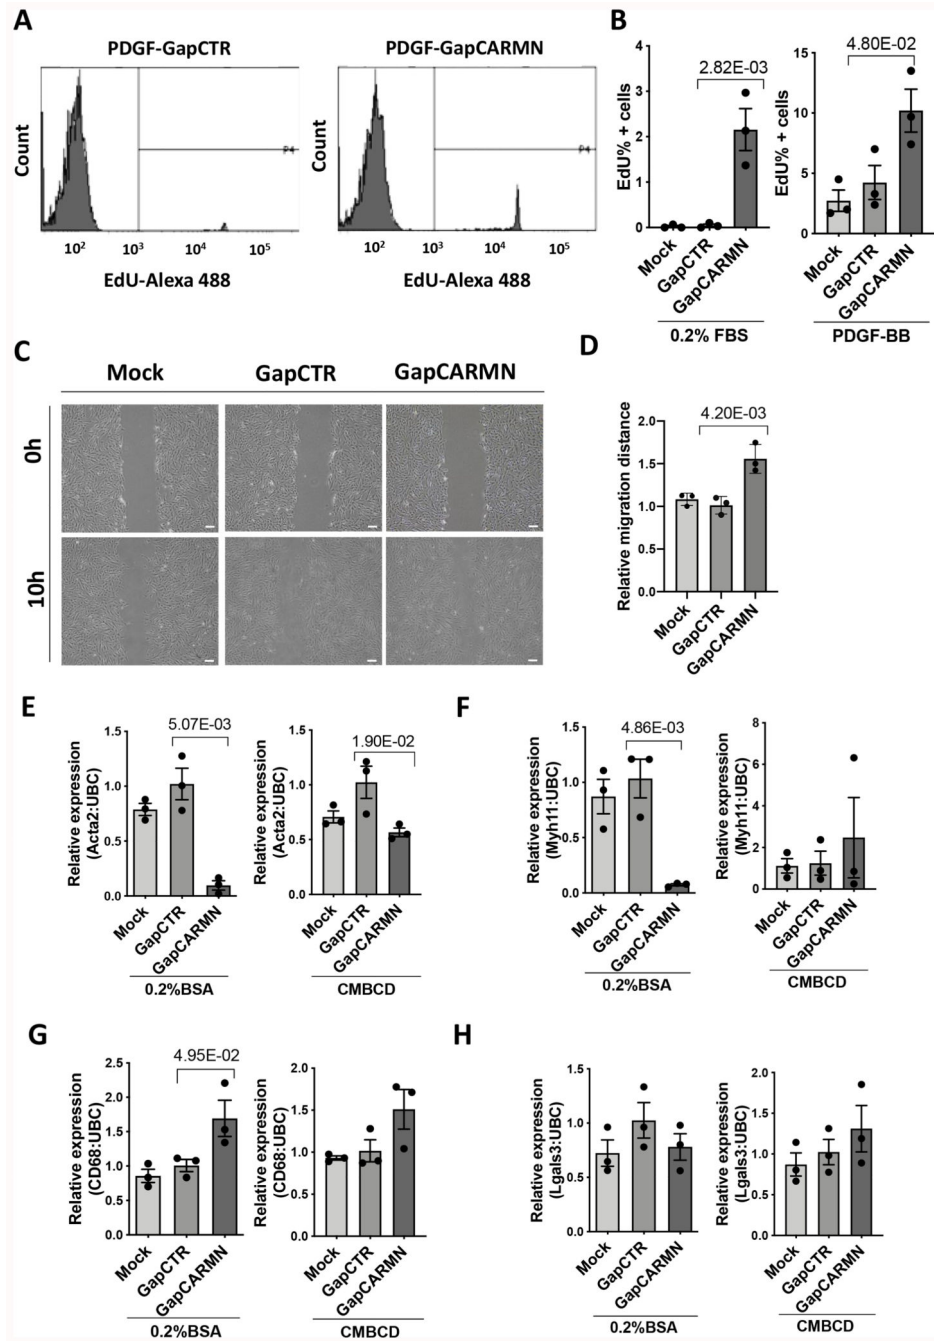 A
PDGF-GapCTR
PDGF-GapCARMN
Count
Count
P4
P4
10² 10³ 10⁴ 10⁵
10² 10³ 10⁴ 10⁵
EdU-Alexa 488
EdU-Alexa 488
B
2.82E-03
4.80E-02
EdU% + cells
4
3
2
1
0
EdU% + cells
15
10
5
0
Mock
GapCTR
GapCARMN
0.2% FBS
Mock
GapCTR
GapCARMN
PDGF-BB
C
Mock
GapCTR
GapCARMN
0h
10h
D
4.20E-03
Relative migration distance
2.0
1.5
1.0
0.5
0.0
Mock
GapCTR
GapCARMN
E
5.07E-03
Relative expression
(Acta2:UBC)
1.5
1.0
0.5
0.0
Mock
GapCTR
GapCARMN
0.2%BSA
1.90E-02
Relative expression
(Acta2:UBC)
1.5
1.0
0.5
0.0
Mock
GapCTR
GapCARMN
CMBCD
F
4.86E-03
Relative expression
(Myh11:UBC)
1.5
1.0
0.5
0.0
Mock
GapCTR
GapCARMN
0.2%BSA
Relative expression
(Myh11:UBC)
8
6
4
2
0
Mock
GapCTR
GapCARMN
CMBCD
G
4.95E-02
Relative expression
(CD68:UBC)
2.5
2.0
1.5
1.0
0.5
0.0
Mock
GapCTR
GapCARMN
0.2%BSA
Relative expression
(CD68:UBC)
2.0
1.5
1.0
0.5
0.0
Mock
GapCTR
GapCARMN
CMBCD
H
Relative expression
(Lgals3:UBC)
1.5
1.0
0.5
0.0
Mock
GapCTR
GapCARMN
0.2%BSA
Relative expression
(Lgals3:UBC)
2.0
1.5
1.0
0.5
0.0
Mock
GapCTR
GapCARMN
CMBCD